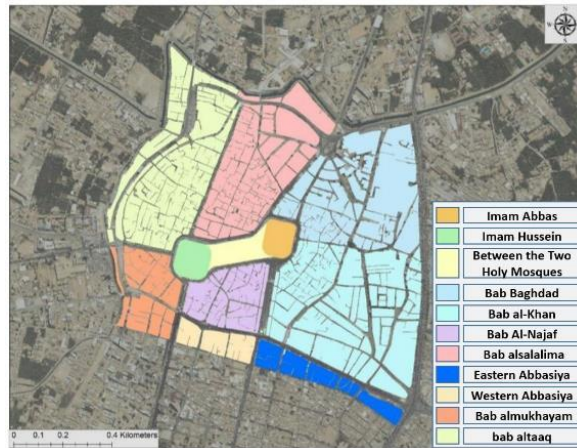 N
Imam Abbas
Imam Hussein
Between the Two
Holy Mosques
Bab Baghdad
Bab al-Khan
Bab Al-Najaf
Bab alsalalima
Eastern Abbasiya
Western Abbasiya
Bab almukhayam
bab altaaq
0 0.1 0.2 0.4 Kilometers